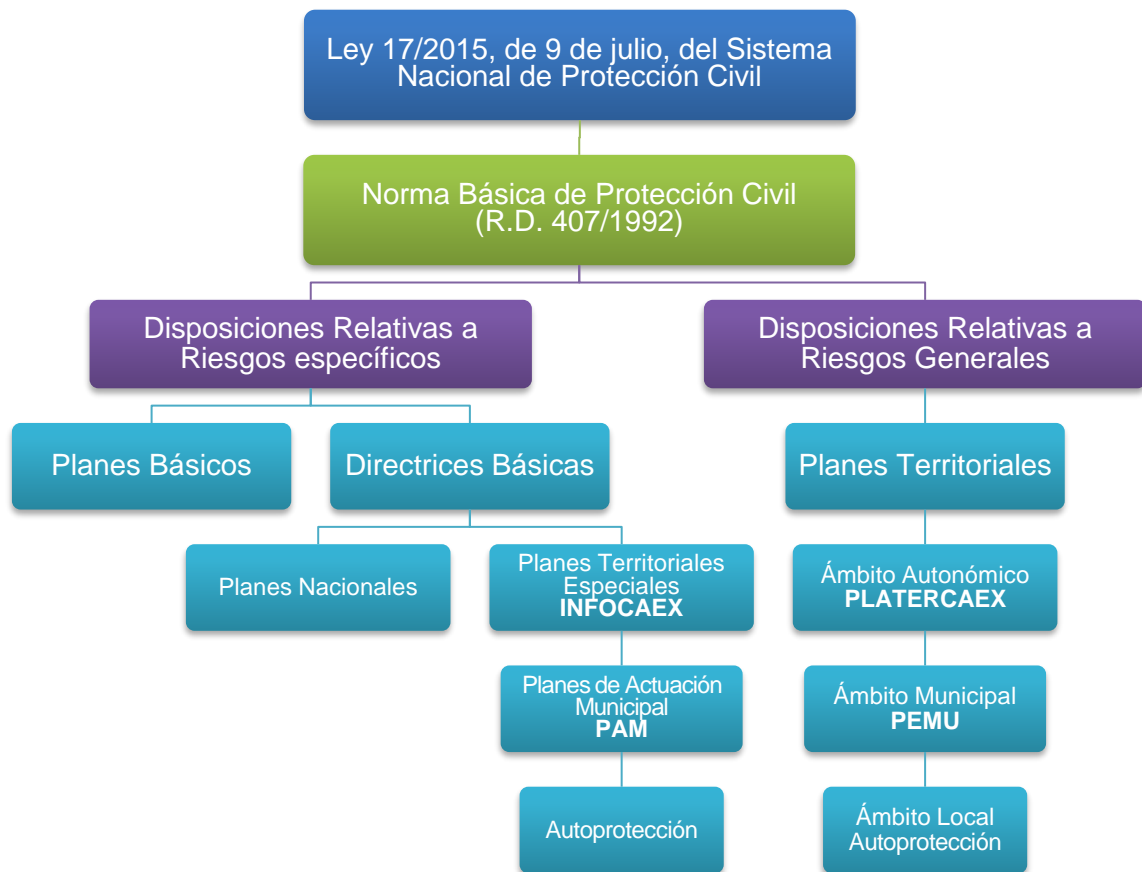 Ley 17/2015, de 9 de julio, del Sistema
Nacional de Protección Civil
Norma Básica de Protección Civil
(R.D. 407/1992)
Disposiciones Relativas a
Riesgos específicos
Disposiciones Relativas a
Riesgos Generales
Planes Básicos
Directrices Básicas
Planes Territoriales
Planes Nacionales
Planes Territoriales
Especiales
INFOCAEX
Ámbito Autonómico
PLATERCAEX
Planes de Actuación
Municipal
PAM
Ámbito Municipal
PEMU
Autoprotección
Ámbito Local
Autoprotección